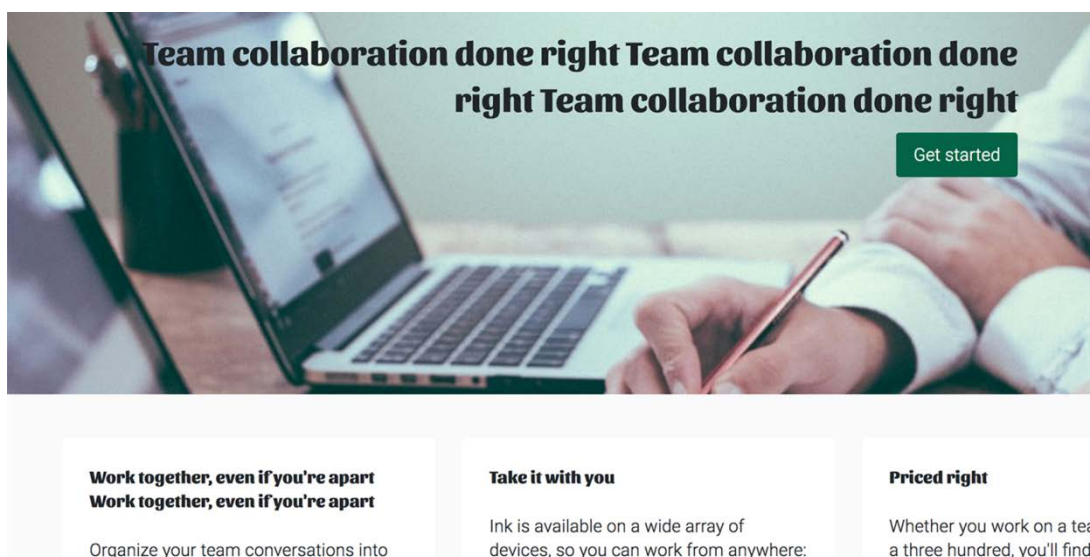 Team collaboration done right Team collaboration done
right Team collaboration done right
Get started
Work together, even if you're apart
Work together, even if you're apart
Organize your team conversations into
Take it with you
Ink is available on a wide array of
devices, so you can work from anywhere:
Priced right
Whether you work on a tea
a three hundred, you'll find